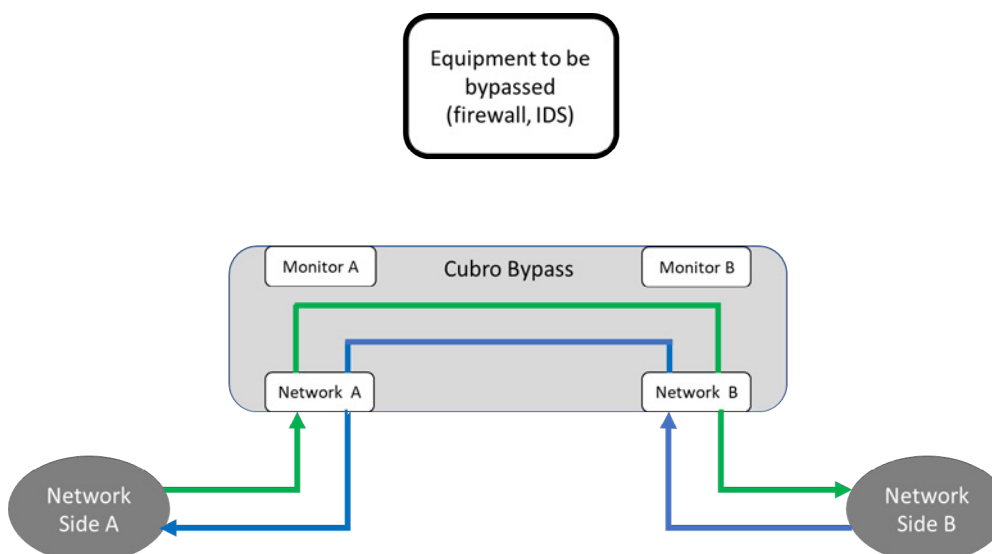 Equipment to be
bypassed
(firewall, IDS)
Monitor A
Cubro Bypass
Monitor B
Network A
Network B
Network
Side A
Network
Side B